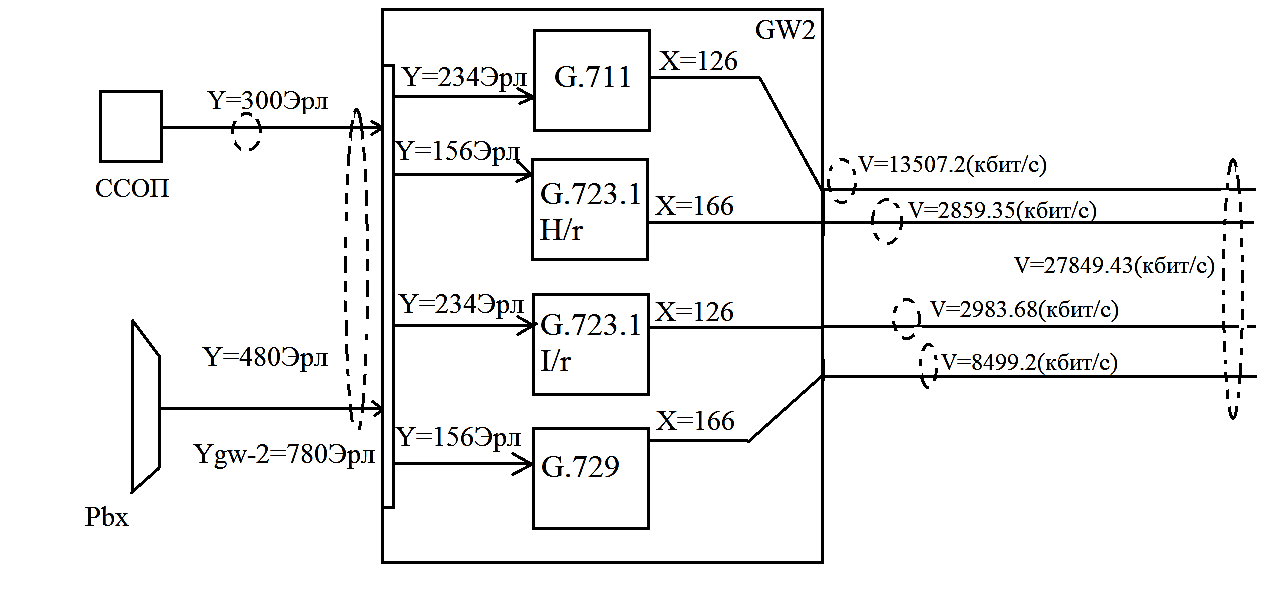 GW2
Y=300Эрл
ССОП
Y=480Эрл
Ygw-2=780Эрл
Pbx
Y=234Эрл
G.711
X=126
Y=156Эрл
G.723.1
H/r
X=166
Y=234Эрл
G.723.1
I/r
X=126
Y=156Эрл
G.729
X=166
V=13507.2(кбит/с)
V=2859.35(кбит/с)
V=27849.43(кбит/с)
V=2983.68(кбит/с)
V=8499.2(кбит/с)